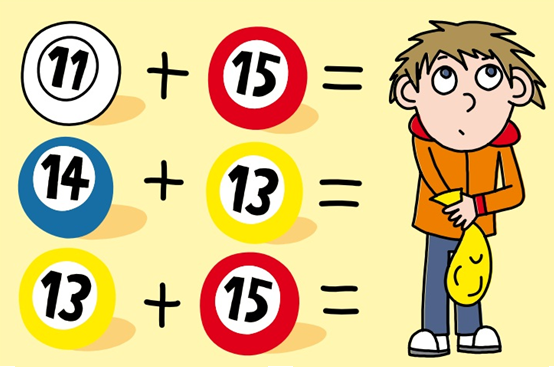 11 + 15 =
14 + 13 =
13 + 15 =